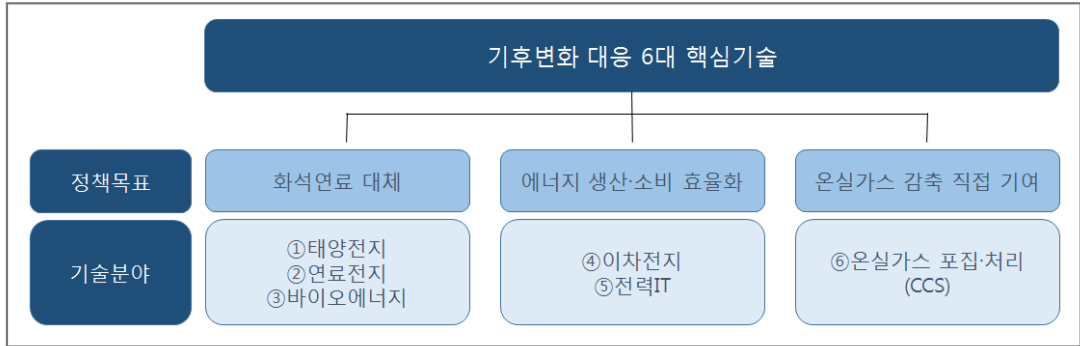 기후변화 대응 6대 핵심기술
정책목표
화석연료 대체
에너지 생산·소비 효율화
온실가스 감축 직접 기여
기술분야
①태양전지
②연료전지
③바이오에너지
④이차전지
⑤전력IT
⑥온실가스 포집·처리
(CCS)